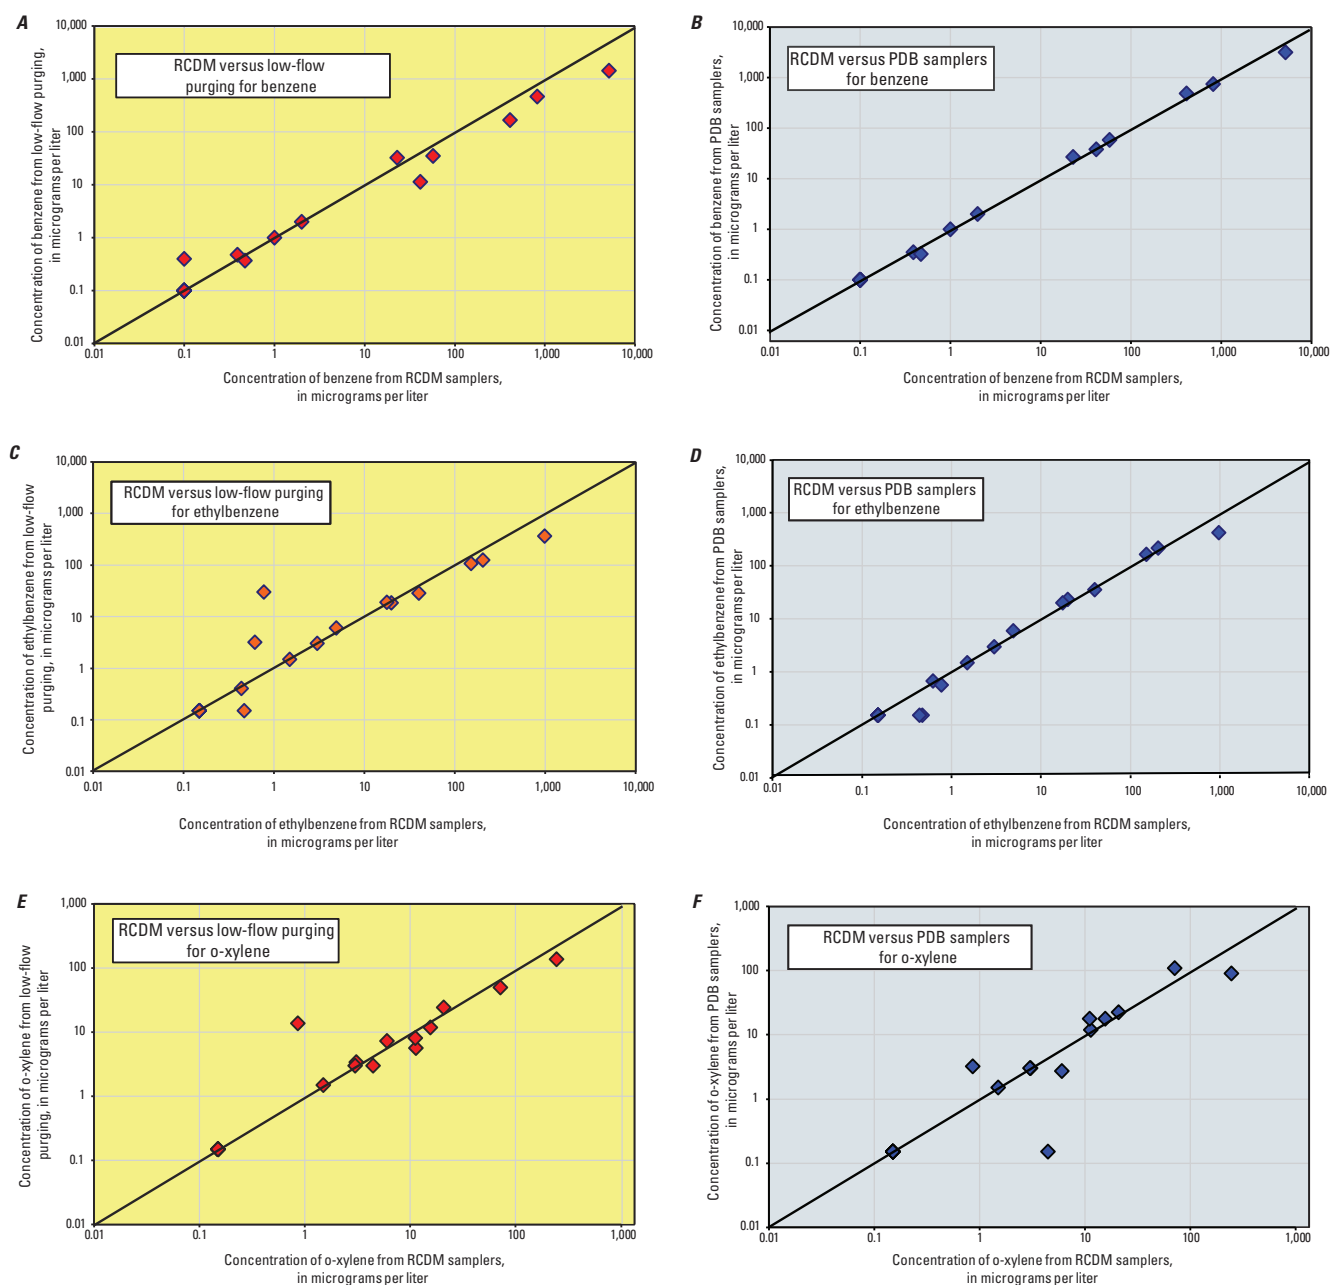 A
Concentration of benzene from low-flow purging,
in micrograms per liter
10,000
1,000
100
10
1
0.1
0.01
RCDM versus low-flow
purging for benzene
0.01
0.1
1
10
100
1,000
10,000
Concentration of benzene from RCDM samplers,
in micrograms per liter
B
Concentration of benzene from PDB samplers,
in micrograms per liter
10,000
1,000
100
10
1
0.1
0.01
RCDM versus PDB samplers
for benzene
0.01
0.1
1
10
100
1,000
10,000
Concentration of benzene from RCDM samplers,
in micrograms per liter
C
Concentration of ethylbenzene from low-flow
purging, in micrograms per liter
10,000
1,000
100
10
1
0.1
0.01
RCDM versus low-flow purging
for ethylbenzene
0.01
0.1
1
10
100
1,000
10,000
Concentration of ethylbenzene from RCDM samplers,
in micrograms per liter
D
Concentration of ethylbenzene from PDB samplers,
in micrograms per liter
10,000
1,000
100
10
1
0.1
0.01
RCDM versus PDB samplers
for ethylbenzene
0.01
0.1
1
10
100
1,000
10,000
Concentration of ethylbenzene from RCDM samplers,
in micrograms per liter
E
Concentration of o-xylene from low-flow
purging, in micrograms per liter
1,000
100
10
1
0.1
0.01
RCDM versus low-flow purging
for o-xylene
0.01
0.1
1
10
100
1,000
Concentration of o-xylene from RCDM samplers,
in micrograms per liter
F
Concentration of o-xylene from PDB samplers,
in micrograms per liter
1,000
100
10
1
0.1
0.01
RCDM versus PDB samplers
for o-xylene
0.01
0.1
1
10
100
1,000
Concentration of o-xylene from RCDM samplers,
in micrograms per liter